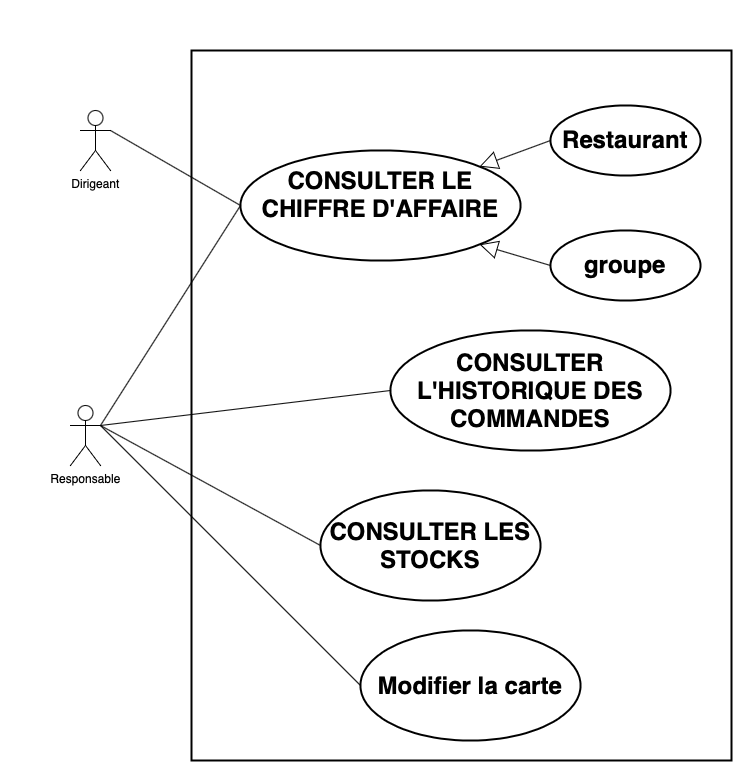 Restaurant
Dirigeant
CONSULTER LE
CHIFFRE D'AFFAIRE
groupe
CONSULTER
L'HISTORIQUE DES
COMMANDES
Responsable
CONSULTER LES
STOCKS
Modifier la carte